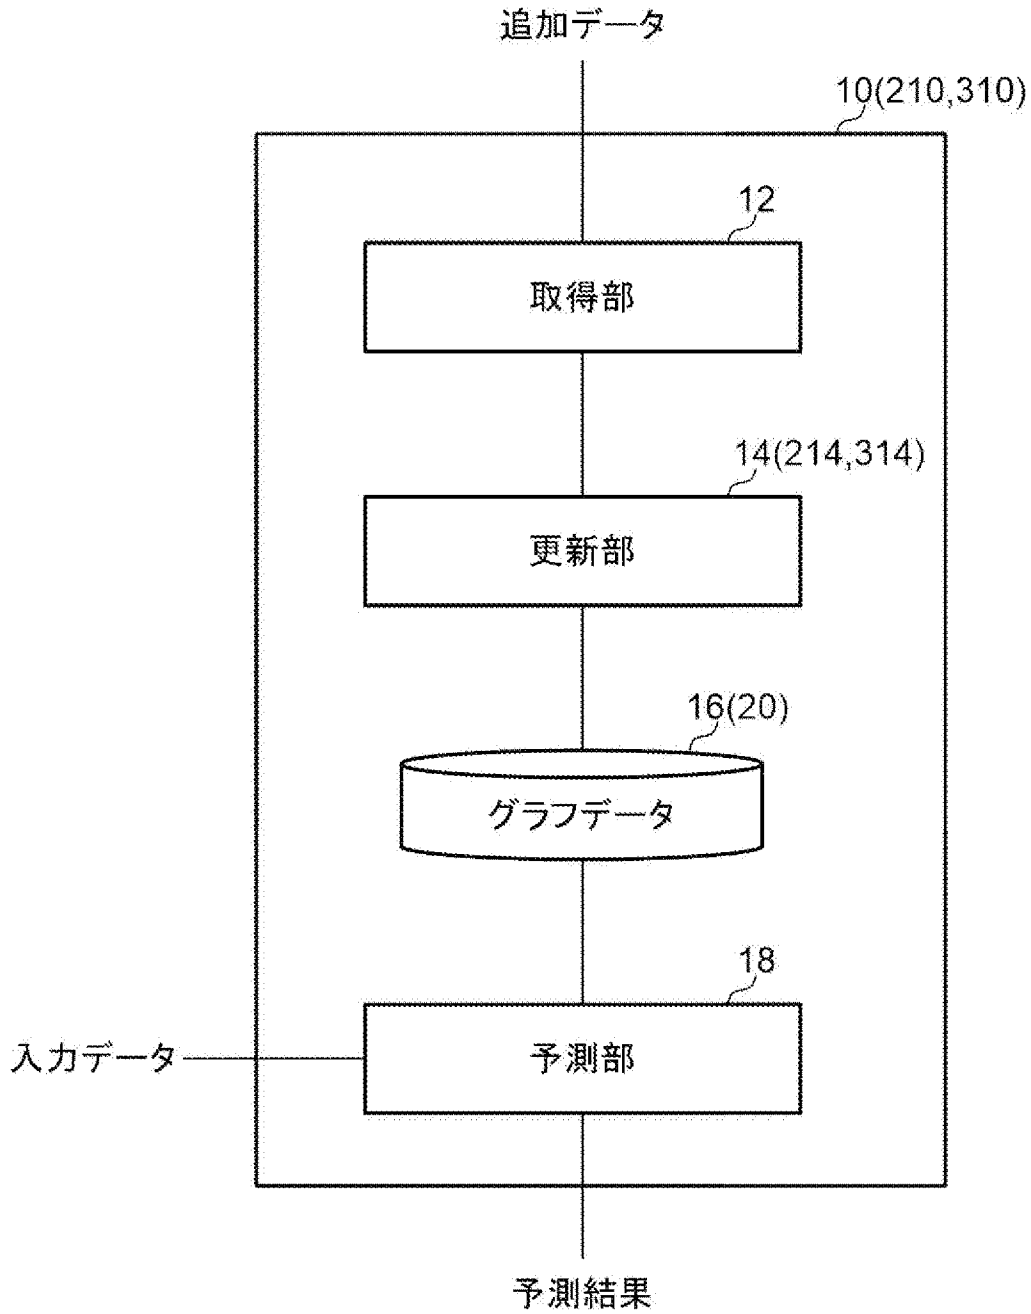 追加データ
10(210,310)
12
取得部
14(214,314)
更新部
16(20)
グラフデータ
18
入力データ
予測部
予測結果